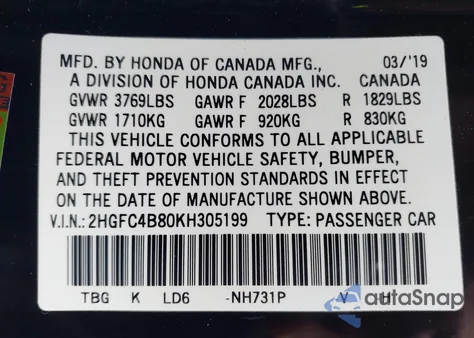 MFD. BY HONDA OF CANADA MFG., 03/'19
A DIVISION OF HONDA CANADA INC. CANADA
GVWR 3769LBS GAWR F 2028LBS R 1829LBS
GVWR 1710KG GAWR F 920KG R 830KG
THIS VEHICLE CONFORMS TO ALL APPLICABLE
FEDERAL MOTOR VEHICLE SAFETY, BUMPER,
AND THEFT PREVENTION STANDARDS IN EFFECT
ON THE DATE OF MANUFACTURE SHOWN ABOVE.
V.I.N.: 2HGFC4B80KH305199 TYPE: PASSENGER CAR
TBG K LD6 -NH731P V H
autoSnap